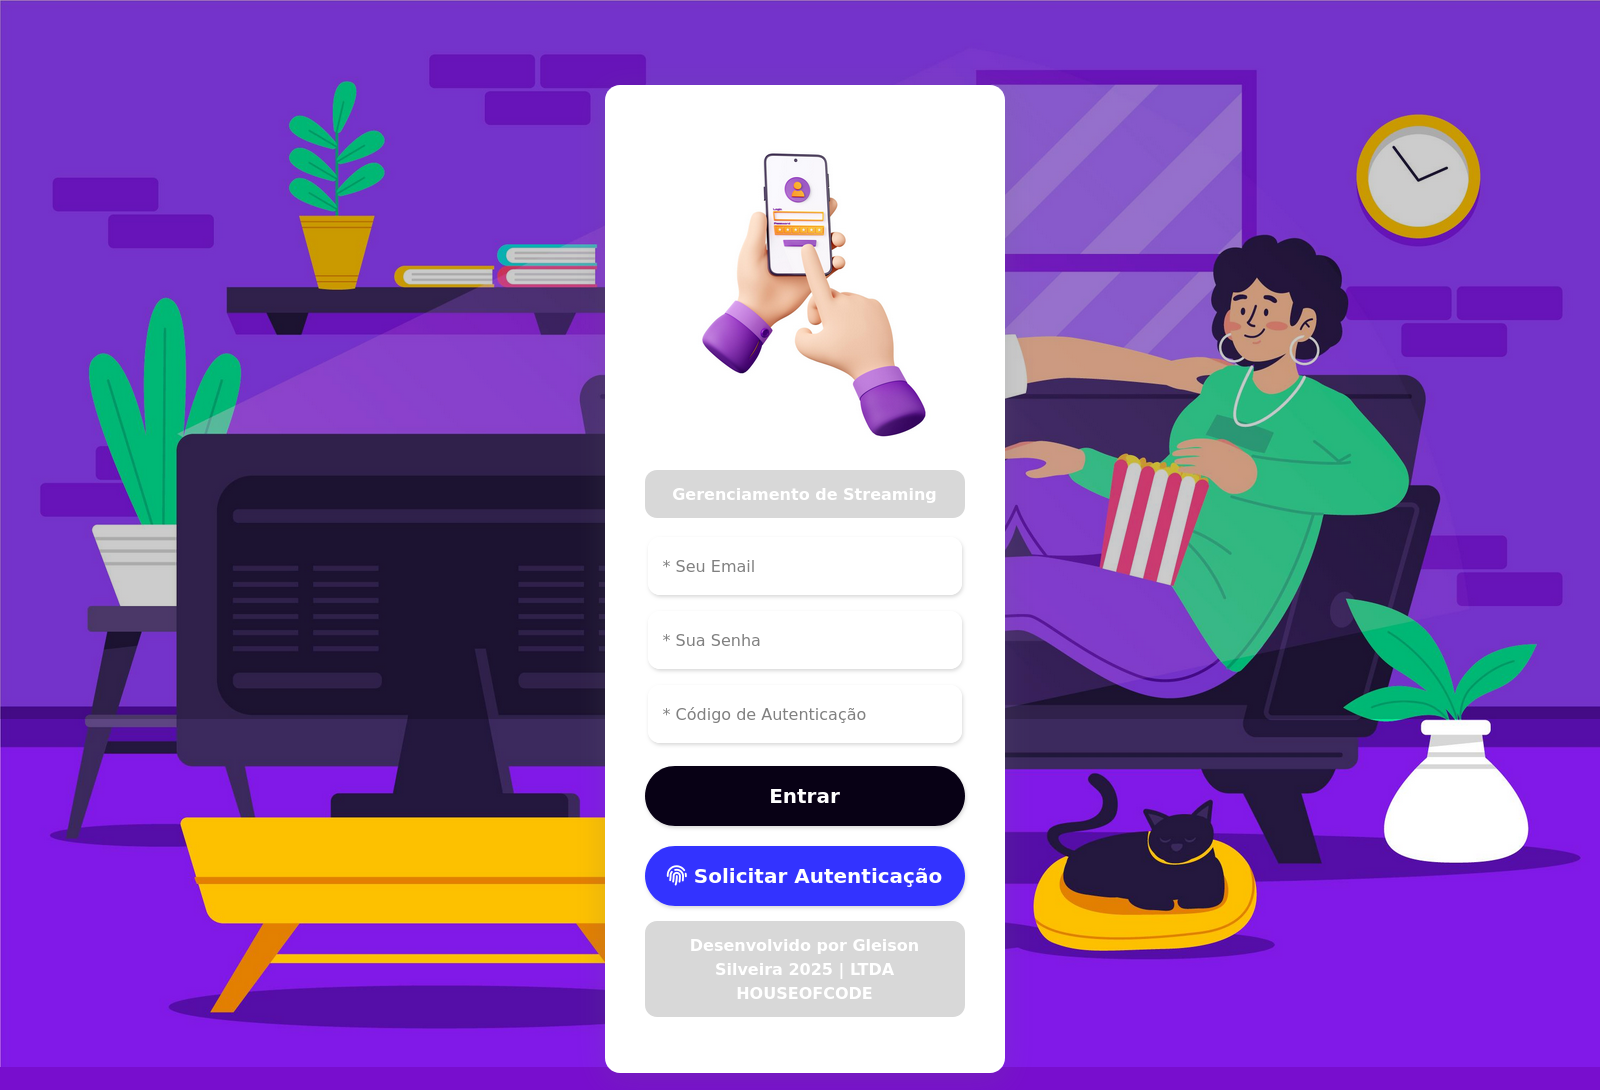 Gerenciamento de Streaming
* Seu Email
* Sua Senha
* Código de Autenticação
Entrar
Solicitar Autenticação
Desenvolvido por Gleison
Silveira 2025 | LTDA
HOUSEOFCODE